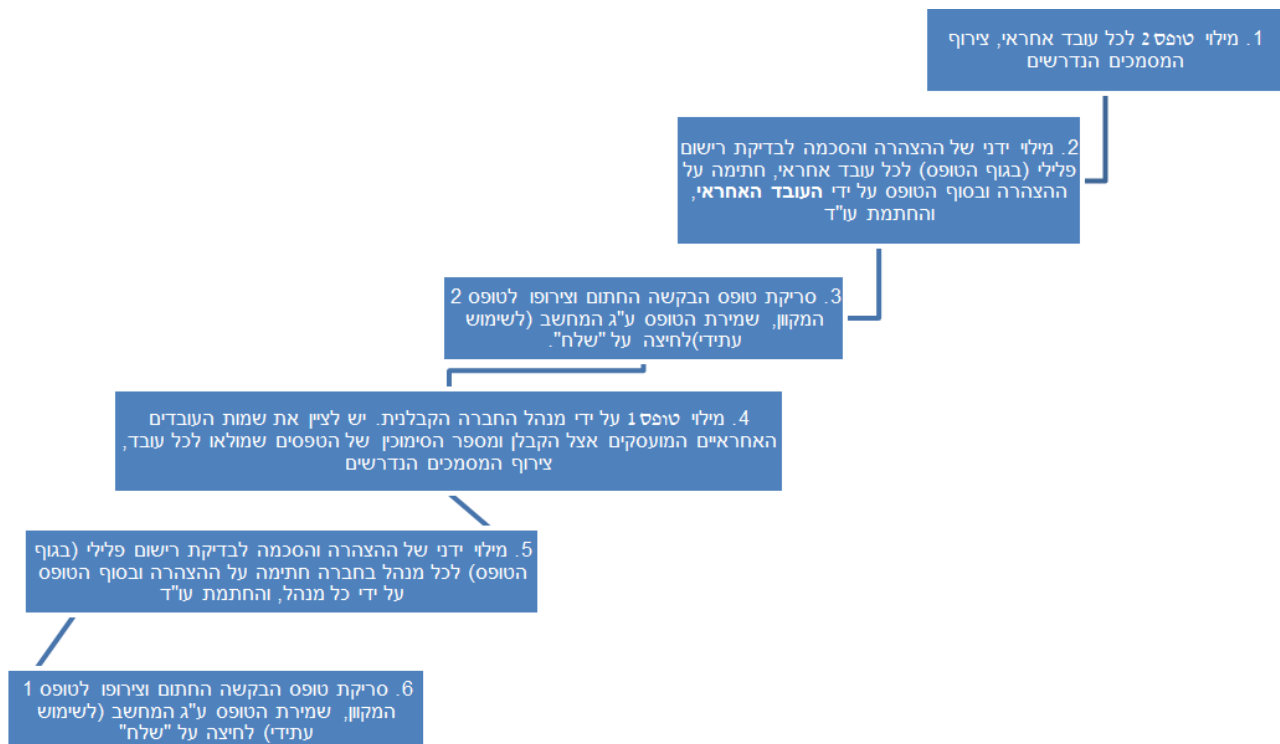 1. מילוי טופס 2 לכל עובד אחראי, צירוף
המסמכים הנדרשים
2. מילוי ידני של ההצהרה והסכמה לבדיקת רישום
פלילי (בגוף הטופס) לכל עובד אחראי, חתימה על
ההצהרה ובסוף הטופס על ידי העובד האחראי,
והחתמת עו"ד
3. סריקת טופס הבקשה החתום וצירופו לטופס 2
המקוון, שמירת הטופס ע"ג המחשב (לשימוש
עתידי)לחיצה על "שלח".
4. מילוי טופס 1 על ידי מנהל החברה הקבלנית. יש לציין את שמות העובדים
האחראיים המועסקים אצל הקבלן ומספר הסימוכין של הטפסים שמולאו לכל עובד,
צירוף המסמכים הנדרשים
5. מילוי ידני של ההצהרה והסכמה לבדיקת רישום פלילי (בגוף
הטופס) לכל מנהל בחברה חתימה על ההצהרה ובסוף הטופס
על ידי כל מנהל, והחתמת עו"ד
6. סריקת טופס הבקשה החתום וצירופו לטופס 1
המקוון, שמירת הטופס ע"ג המחשב (לשימוש
עתידי) לחיצה על "שלח"